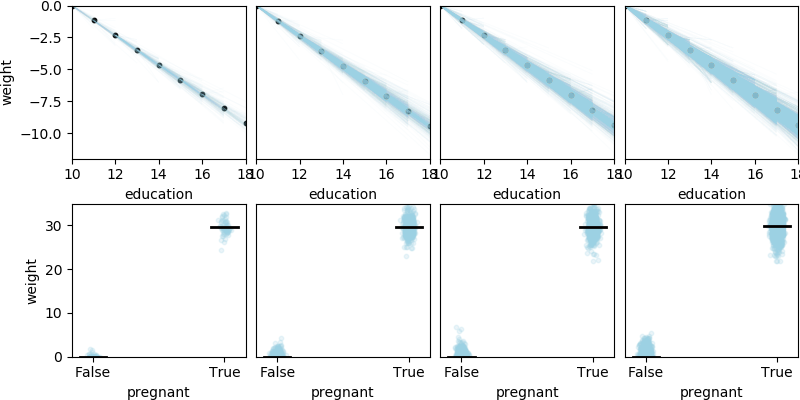 0.0
−2.5
−5.0
−7.5
−10.0
weight
10 12 14 16 18
10 12 14 16 18
10 12 14 16 18
10 12 14 16 18
education education education education
30
20
10
0
weight
False True False True False True False True
pregnant pregnant pregnant pregnant